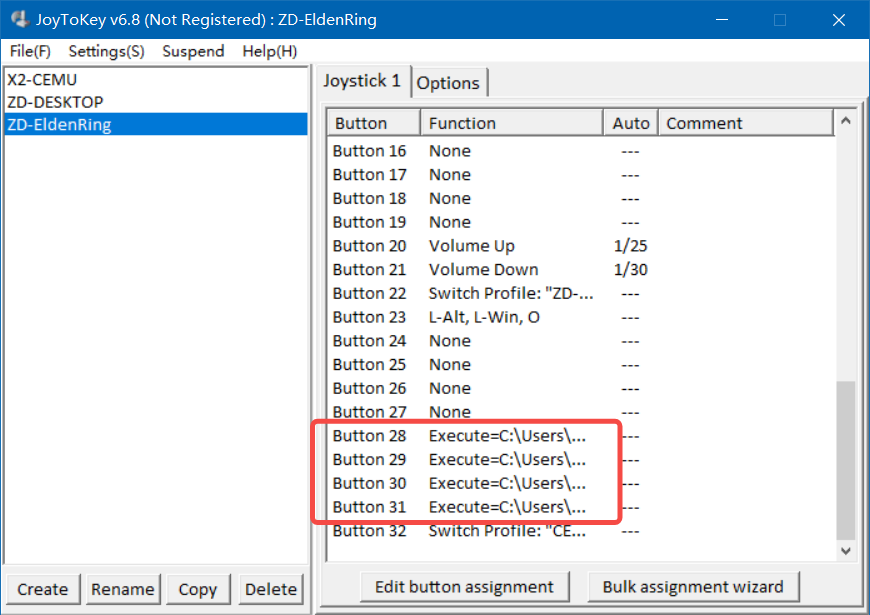 JoyToKey v6.8 (Not Registered) : ZD-EldenRing
File(F) Settings(S) Suspend Help(H)
X2-CEMU
ZD-DESKTOP
ZD-EldenRing
Joystick 1 Options
Button Function Auto Comment
Button 16 None ---
Button 17 None ---
Button 18 None ---
Button 19 None ---
Button 20 Volume Up 1/25
Button 21 Volume Down 1/30
Button 22 Switch Profile: "ZD-... ---
Button 23 L-Alt, L-Win, O ---
Button 24 None ---
Button 25 None ---
Button 26 None ---
Button 27 None ---
Button 28 Execute=C:\Users\... ---
Button 29 Execute=C:\Users\... ---
Button 30 Execute=C:\Users\... ---
Button 31 Execute=C:\Users\... ---
Button 32 Switch Profile: "CE... ---
Create Rename Copy Delete
Edit button assignment Bulk assignment wizard